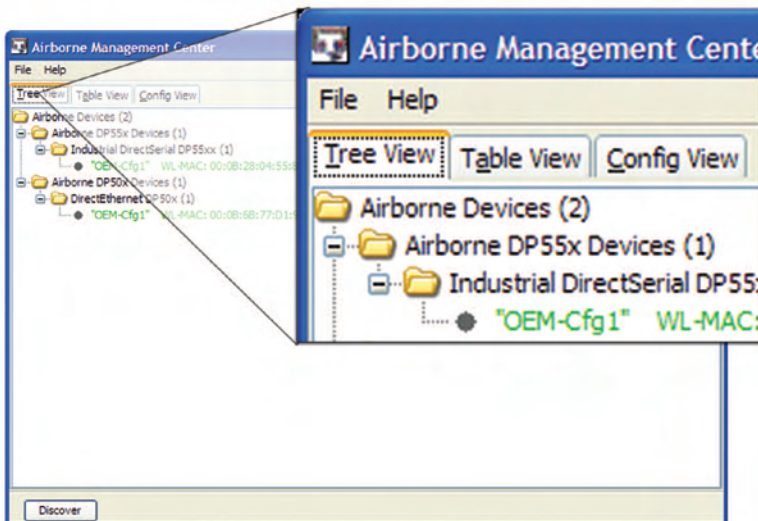 Airborne Management Center
File Help
Tree View Table View Config View
Airborne Devices (2)
Airborne DP55x Devices (1)
Industrial DirectSerial DP55xx (1)
"OEM-Cfg1" WL-MAC: 00:0B:28:04:55:
Airborne DP50x Devices (1)
DirectEthernet DP50x (1)
"OEM-Cfg1" WL-MAC: 00:0B:6B:77:D1:
Discover
Airborne Management Cente
File Help
Tree View Table View Config View
Airborne Devices (2)
Airborne DP55x Devices (1)
Industrial DirectSerial DP55
"OEM-Cfg1" WL-MAC: